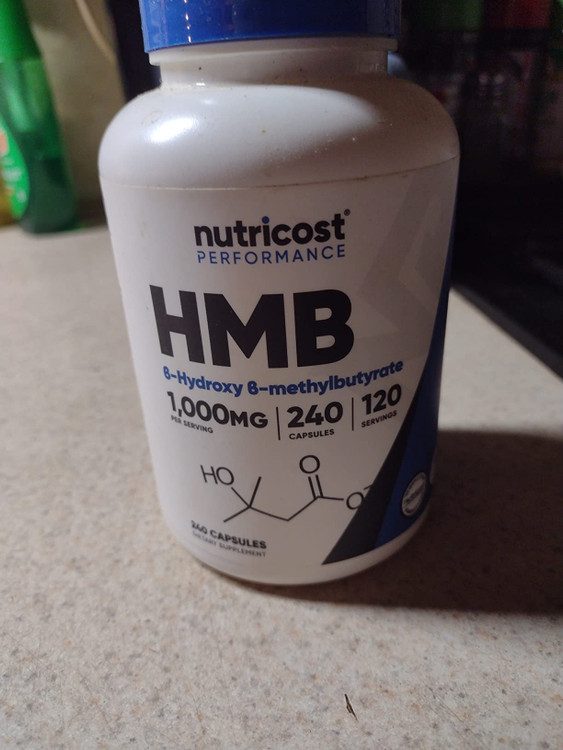 nutricost®
PERFORMANCE
HMB
β-Hydroxy β-methylbutyrate
1,000MG
PER SERVING
240
CAPSULES
120
SERVINGS
HO
O
O
240 CAPSULES
DIETARY SUPPLEMENT